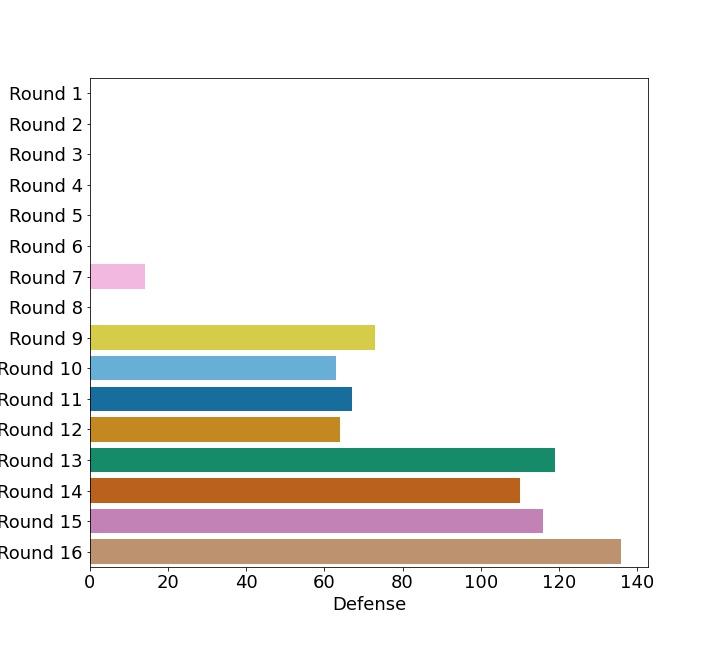 Round 1
Round 2
Round 3
Round 4
Round 5
Round 6
Round 7
Round 8
Round 9
Round 10
Round 11
Round 12
Round 13
Round 14
Round 15
Round 16
0 20 40 60 80 100 120 140
Defense